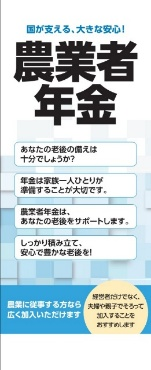 国が支える、大きな安心！
農業者
年金
あなたの老後の備えは
十分でしょうか？
年金は家族一人ひとりが
準備することが大切です。
農業者年金は、
あなたの老後をサポートします。
しっかり積み立て、
安心で豊かな老後を！
農業に従事する方なら
広く加入いただけます
経営者だけでなく、
夫婦や親子でそろって
加入することを
おすすめします